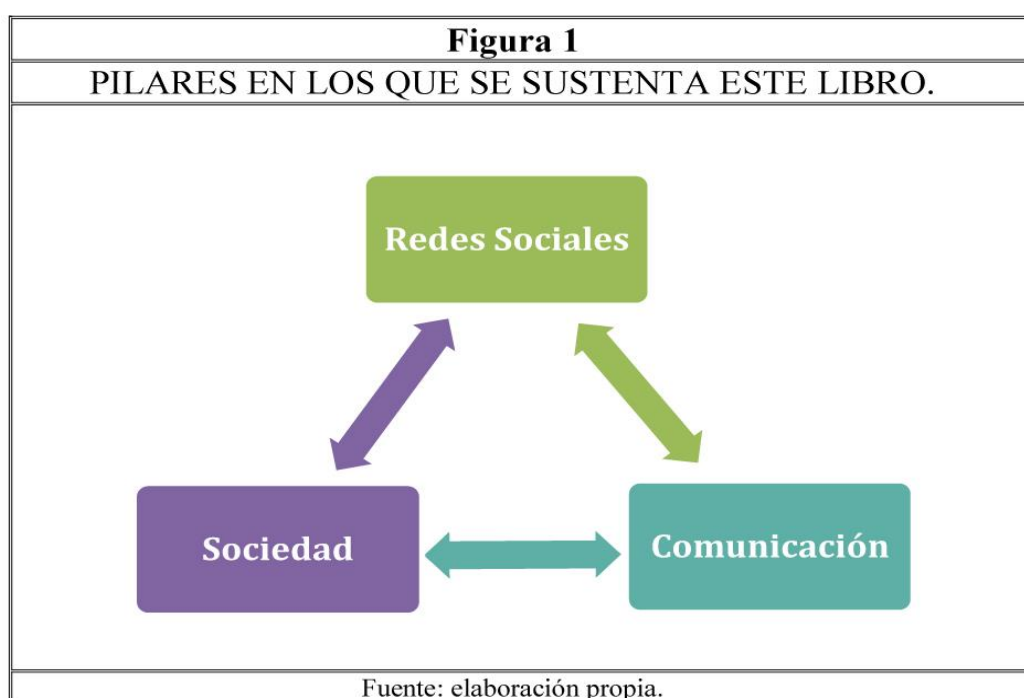 Figura 1
PILARES EN LOS QUE SE SUSTENTA ESTE LIBRO.
Redes Sociales
Sociedad
Comunicación
Fuente: elaboración propia.